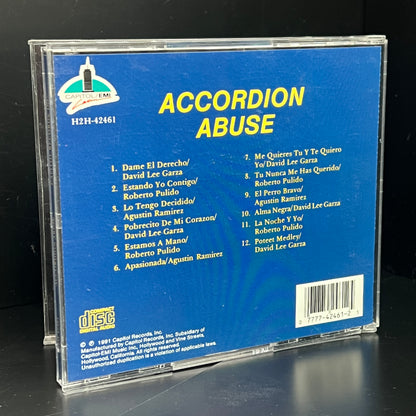 CAPITOL/EMI
Latin
H2H-42461
ACCORDION
ABUSE
1. Dame El Derecho/
David Lee Garza
2. Estando Yo Contigo/
Roberto Pulido
3. Lo Tengo Decidido/
Agustin Ramirez
4. Pobrecito De Mi Corazon/
David Lee Garza
5. Estamos A Mano/
Roberto Pulido
6. Apasionada/Agustin Ramirez
7. Me Quieres Tu Y Te Quiero
Yo/David Lee Garza
8. Tu Nunca Me Has Querido/
Roberto Pulido
9. El Perro Bravo/
Agustin Ramirez
10. Alma Negra/David Lee Garza
11. La Noche Y Yo/
Roberto Pulido
12. Poteet Medley/
David Lee Garza
COMPACT
disc
DIGITAL AUDIO
℗ © 1991 Capitol Records, Inc.
Manufactured by Capitol Records, Inc. Subsidiary of
Capitol-EMI Music Inc., Hollywood and Vine Streets,
Hollywood, California. All rights reserved.
Unauthorized duplication is a violation of applicable laws.
0 7777-42461-2 1